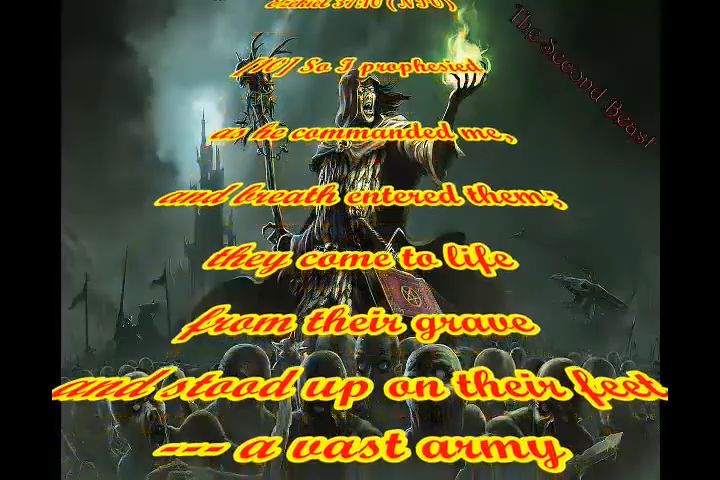 ezekiel 37:10 (NIV)
[10] So I prophesied
as he commanded me,
and breath entered them;
they come to life
from their grave
and stood up on their feet
--- a vast army
The Second Beast